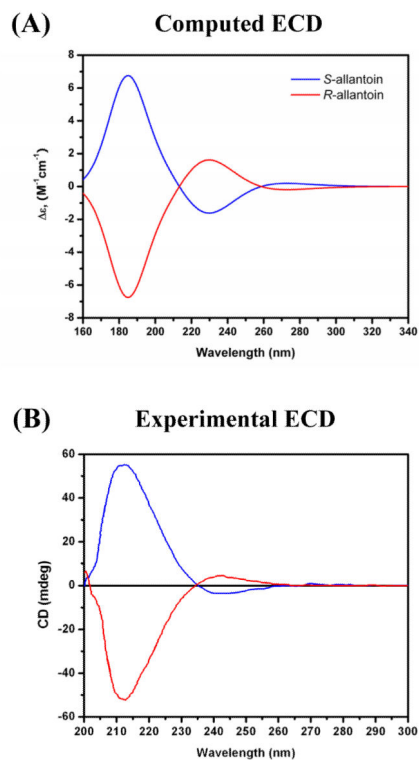 (A) Computed ECD
S-allantoin
R-allantoin
8
6
4
2
0
-2
-4
-6
-8
Δε, (M⁻¹cm⁻¹)
160 180 200 220 240 260 280 300 320 340
Wavelength (nm)
(B) Experimental ECD
60
40
20
0
-20
-40
-60
CD (mdeg)
200 210 220 230 240 250 260 270 280 290 300
Wavelength (nm)